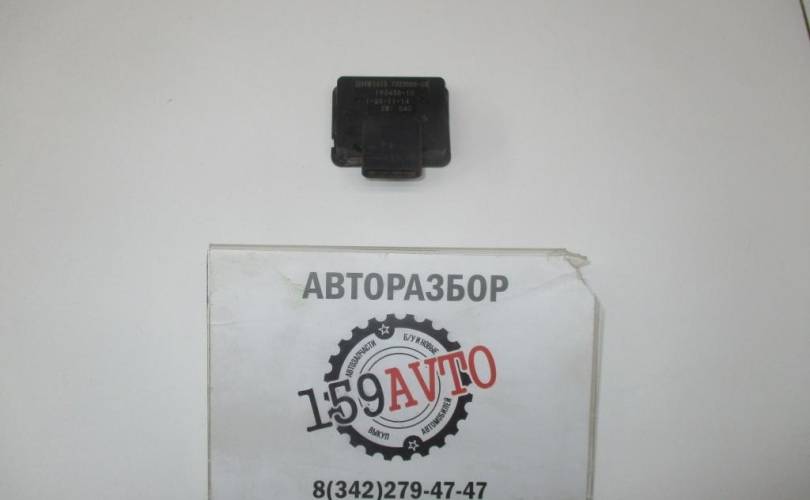 АВТОРАЗБОР
АВТОЗАПЧАСТИ
Б/У И НОВЫЕ
159AVTO
ВЫКУП
АВТОМОБИЛЕЙ
8(342)279-47-47